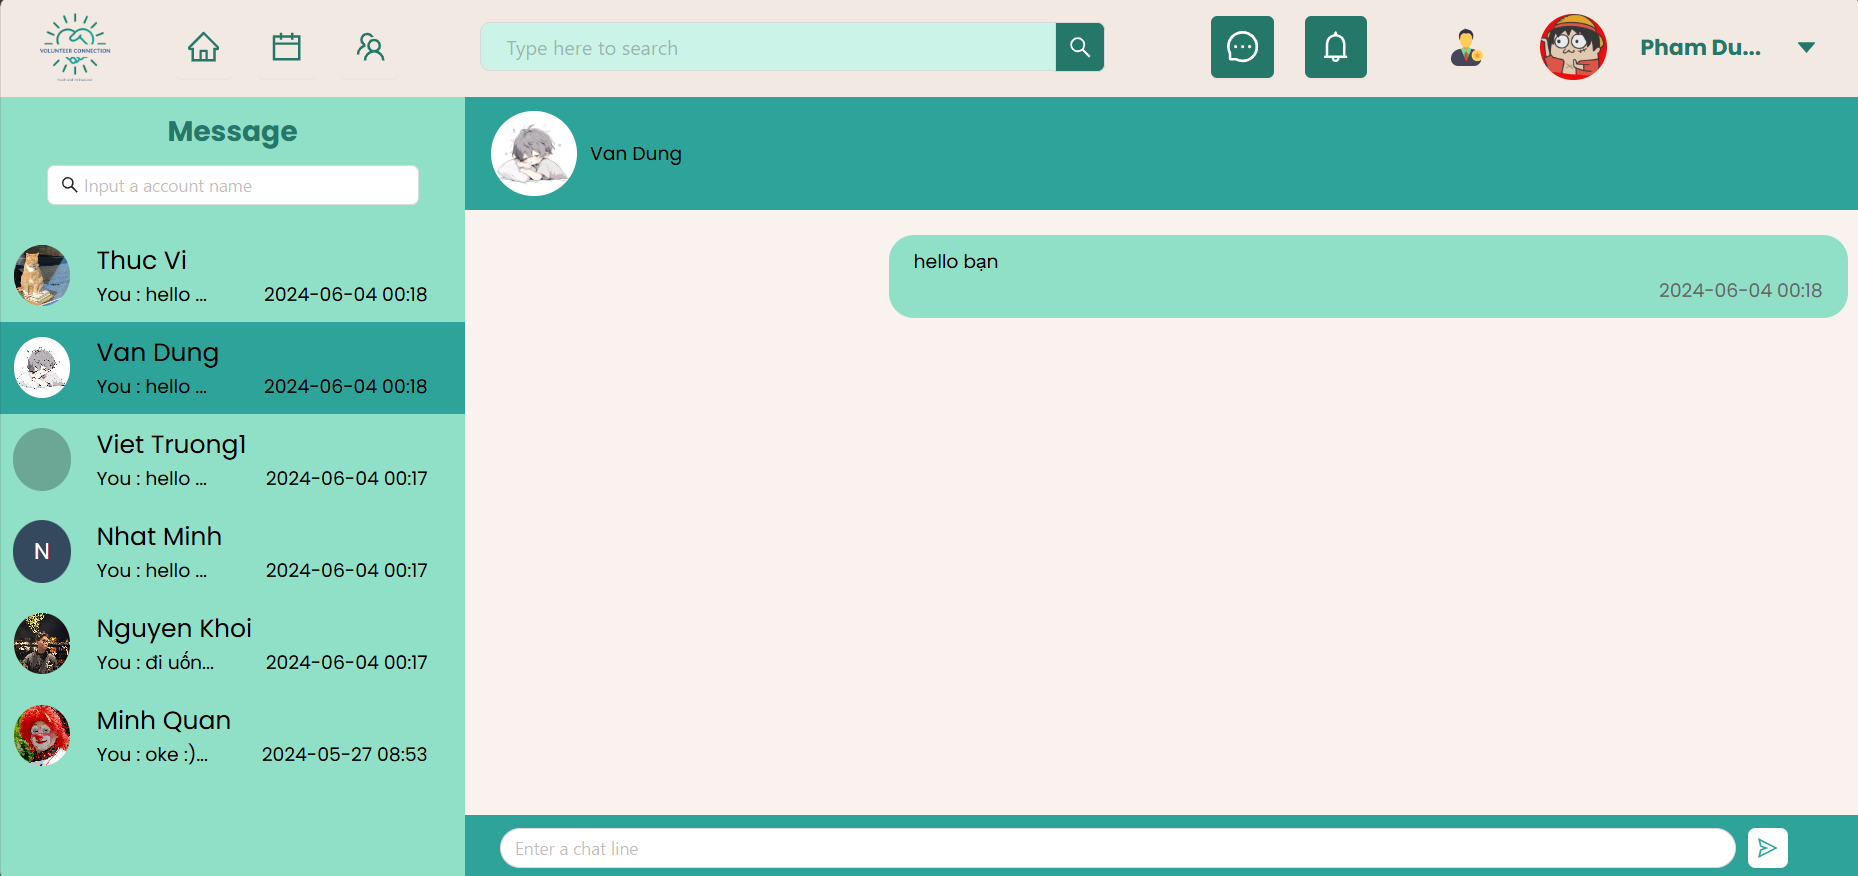 VOLUNTEER CONNECTION
Type here to search
Pham Du...
Message
Input a account name
Thuc Vi
You : hello ...
2024-06-04 00:18
Van Dung
You : hello ...
2024-06-04 00:18
Viet Truong1
You : hello ...
2024-06-04 00:17
N
Nhat Minh
You : hello ...
2024-06-04 00:17
Nguyen Khoi
You : đi uốn...
2024-06-04 00:17
Minh Quan
You : oke :)...
2024-05-27 08:53
Van Dung
hello bạn
2024-06-04 00:18
Enter a chat line